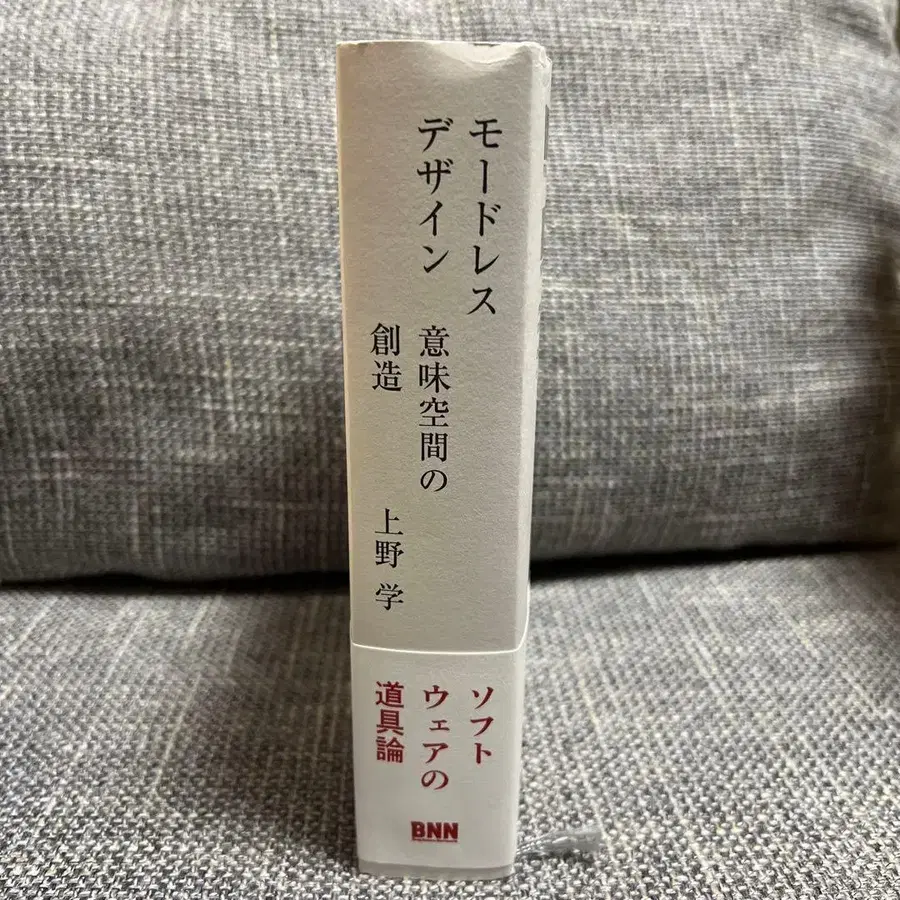 モードレス
デザイン
意味空間の
創造
上野 学
ソフト
ウェアの
道具論
BNN